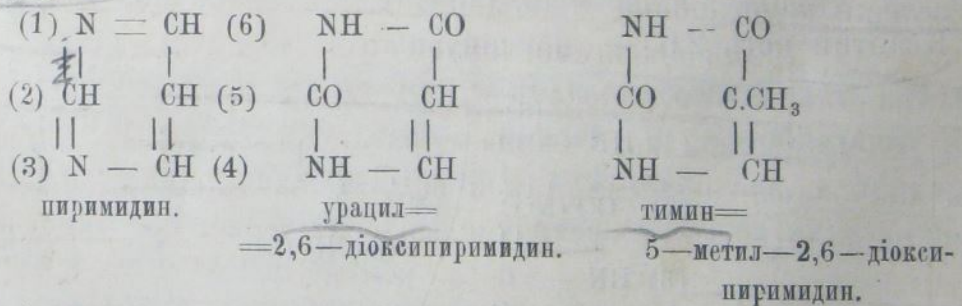 (1) N = CH (6) NH — CO NH — CO
| | | | |
(2) CH CH (5) CO CH CO C.CH₃
|| || | || | ||
(3) N — CH (4) NH — CH NH — CH
пиримидин. урацил= тимин=
=2,6—діоксипиримидин. 5—метил—2,6—діокси-
пиримидин.